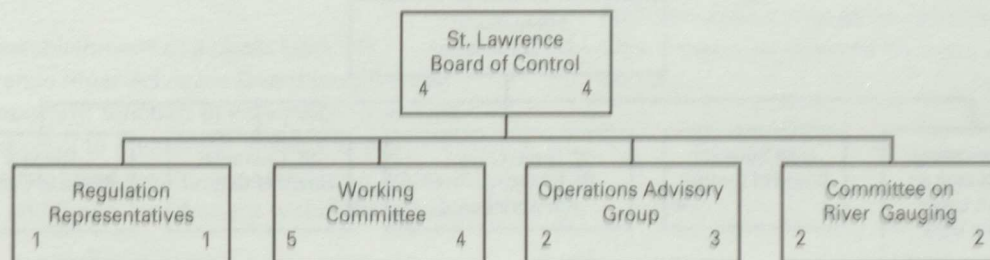 St. Lawrence
Board of Control
4 4
Regulation
Representatives
1 1
Working
Committee
5 4
Operations Advisory
Group
2 3
Committee on
River Gauging
2 2